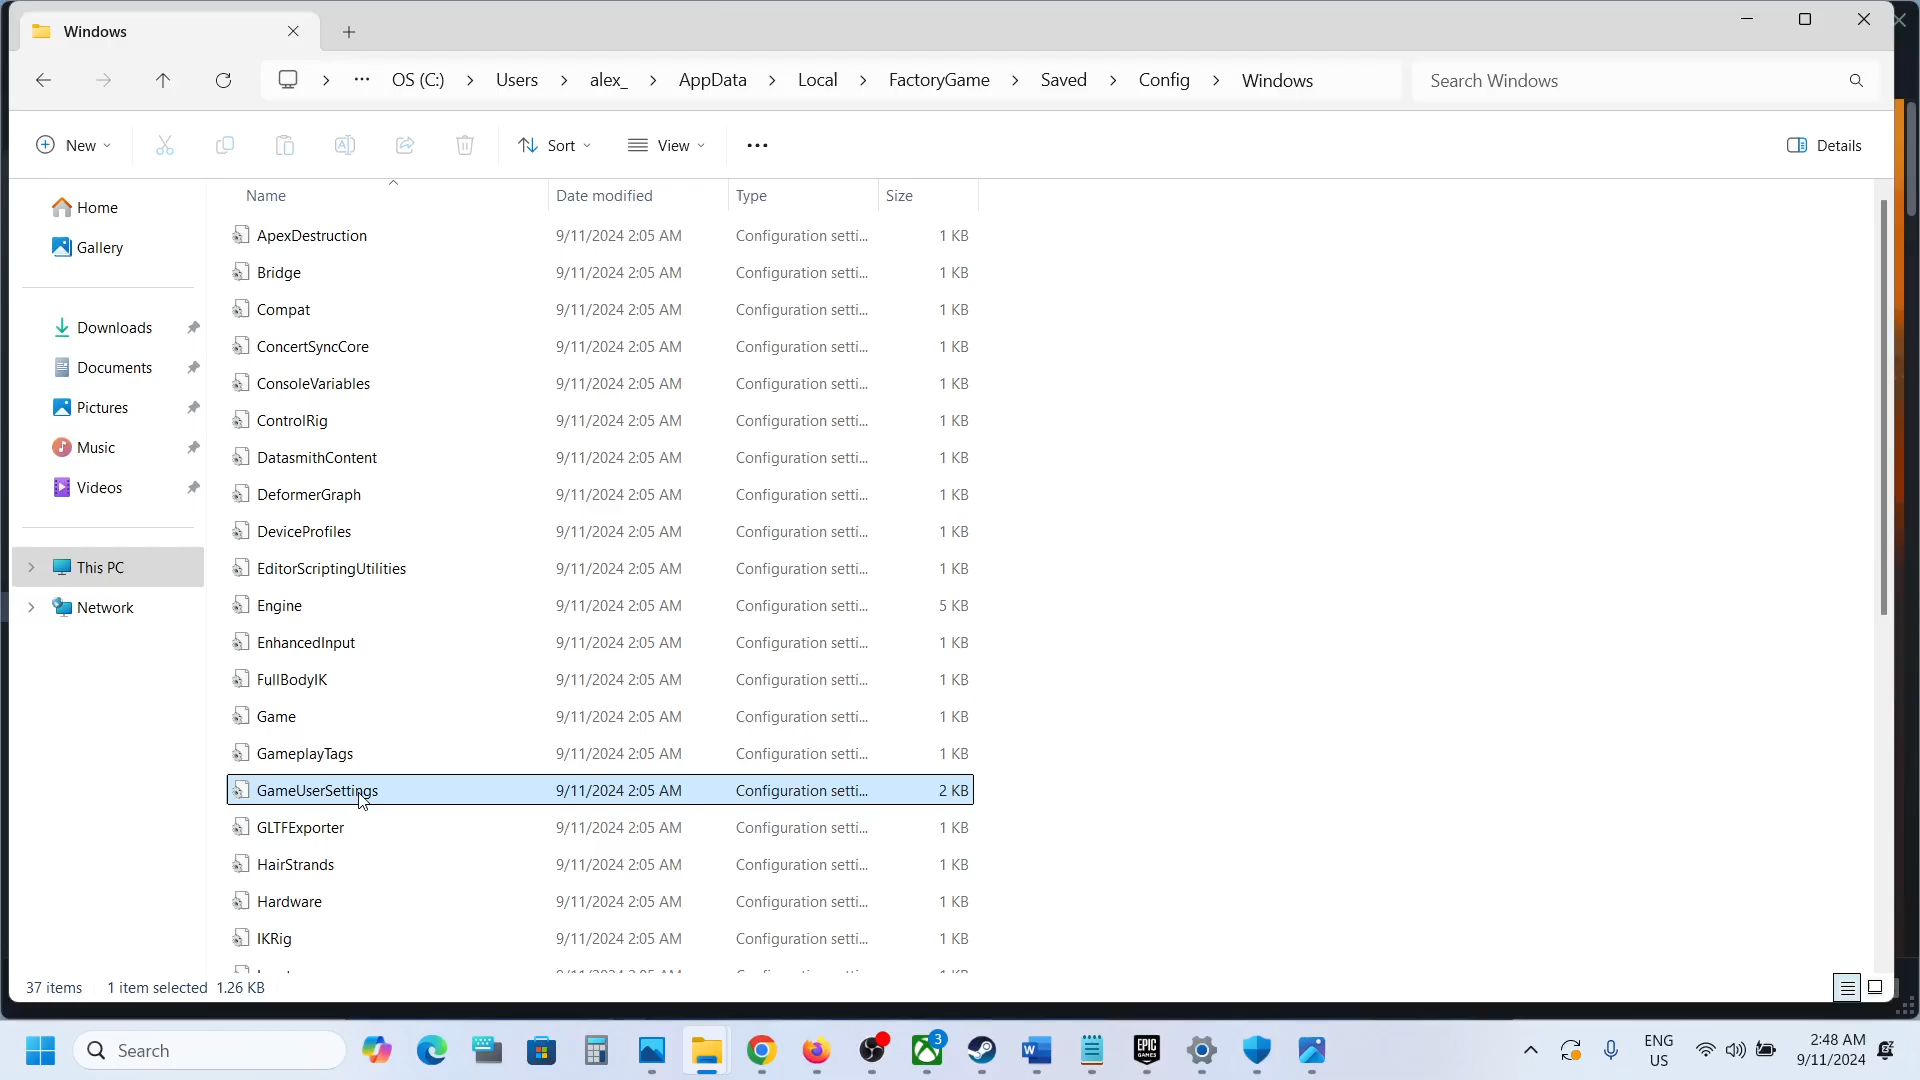 Windows
OS (C:) Users alex_ AppData Local FactoryGame Saved Config Windows
Search Windows
New Sort View Details
Name Date modified Type Size
Home
Gallery
Downloads
Documents
Pictures
Music
Videos
This PC
Network
ApexDestruction 9/11/2024 2:05 AM Configuration setti... 1 KB
Bridge 9/11/2024 2:05 AM Configuration setti... 1 KB
Compat 9/11/2024 2:05 AM Configuration setti... 1 KB
ConcertSyncCore 9/11/2024 2:05 AM Configuration setti... 1 KB
ConsoleVariables 9/11/2024 2:05 AM Configuration setti... 1 KB
ControlRig 9/11/2024 2:05 AM Configuration setti... 1 KB
DatasmithContent 9/11/2024 2:05 AM Configuration setti... 1 KB
DeformerGraph 9/11/2024 2:05 AM Configuration setti... 1 KB
DeviceProfiles 9/11/2024 2:05 AM Configuration setti... 1 KB
EditorScriptingUtilities 9/11/2024 2:05 AM Configuration setti... 1 KB
Engine 9/11/2024 2:05 AM Configuration setti... 5 KB
EnhancedInput 9/11/2024 2:05 AM Configuration setti... 1 KB
FullBodyIK 9/11/2024 2:05 AM Configuration setti... 1 KB
Game 9/11/2024 2:05 AM Configuration setti... 1 KB
GameplayTags 9/11/2024 2:05 AM Configuration setti... 1 KB
GameUserSettings 9/11/2024 2:05 AM Configuration setti... 2 KB
GLTFExporter 9/11/2024 2:05 AM Configuration setti... 1 KB
HairStrands 9/11/2024 2:05 AM Configuration setti... 1 KB
Hardware 9/11/2024 2:05 AM Configuration setti... 1 KB
IKRig 9/11/2024 2:05 AM Configuration setti... 1 KB
37 items 1 item selected 1.26 KB
Search
3
EPIC GAMES
ENG
US
2:48 AM
9/11/2024